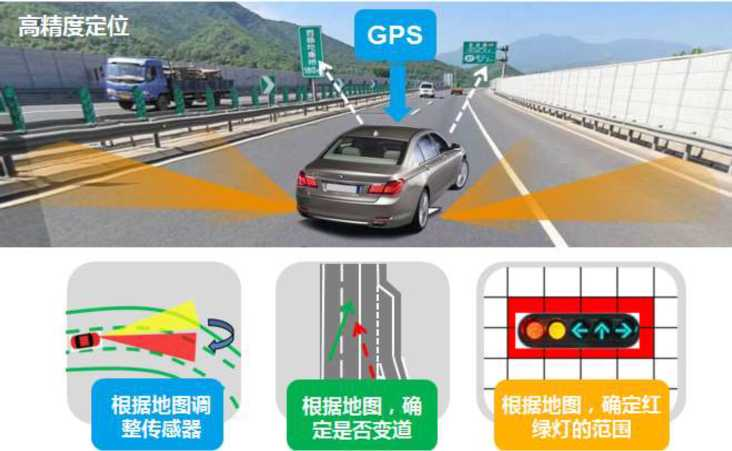 高精度定位
GPS
根据地图调
整传感器
根据地图，确
定是否变道
根据地图，确定红
绿灯的范围